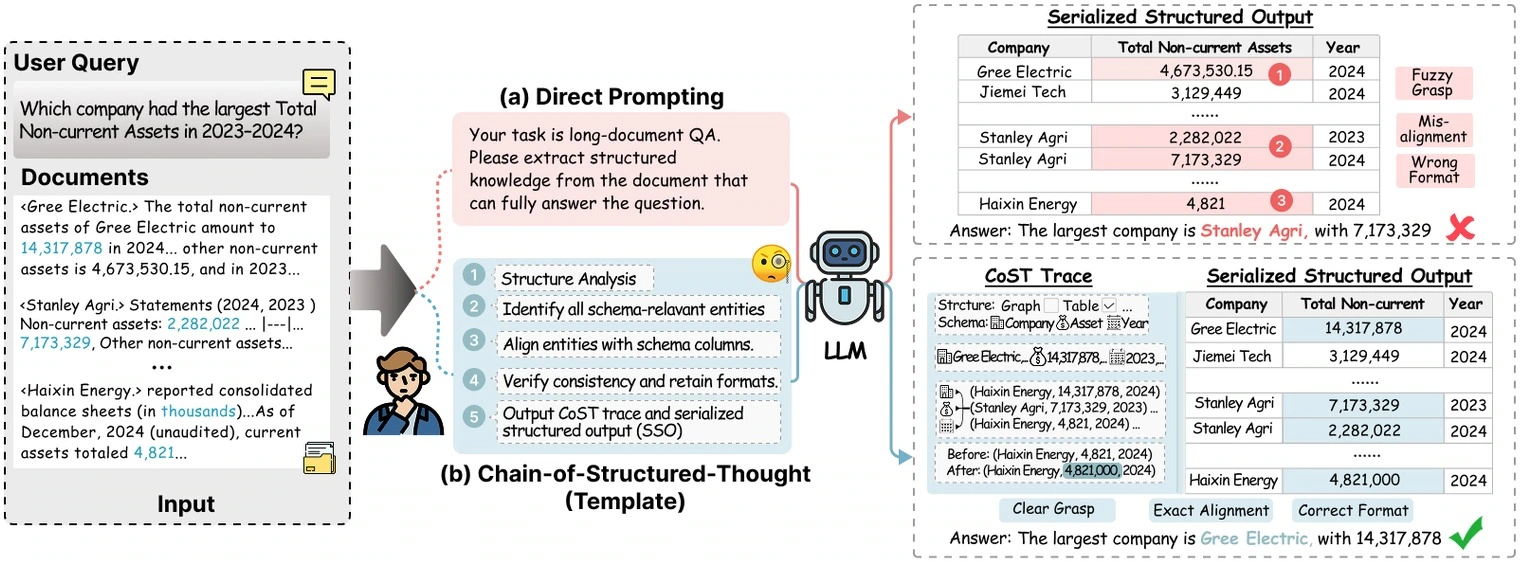 User Query
Which company had the largest Total
Non-current Assets in 2023-2024?
Documents
<Gree Electric.> The total non-current
assets of Gree Electric amount to
14,317,878 in 2024... other non-current
assets is 4,673,530.15, and in 2023...
<Stanley Agri.> Statements (2024, 2023 )
Non-current assets: 2,282,022 ... |---|...
7,173,329, Other non-current assets...
...
<Haixin Energy.> reported consolidated
balance sheets (in thousands)...As of
December, 2024 (unaudited), current
assets totaled 4,821...
Input
(a) Direct Prompting
Your task is long-document QA.
Please extract structured
knowledge from the document that
can fully answer the question.
1 Structure Analysis
2 Identify all schema-relavant entities
3 Align entities with schema columns.
4 Verify consistency and retain formats.
5 Output CoST trace and serialized
structured output (SSO)
(b) Chain-of-Structured-Thought
(Template)
LLM
Serialized Structured Output
Company Total Non-current Assets Year
Gree Electric 4,673,530.15 1 2024
Jiemei Tech 3,129,449 2024
......
Stanley Agri 2,282,022 2023
2
Stanley Agri 7,173,329 2024
......
Haixin Energy 4,821 3 2024
Fuzzy
Grasp
Mis-
alignment
Wrong
Format
Answer: The largest company is Stanley Agri, with 7,173,329
CoST Trace
Strcture: Graph Table ...
Schema: Company Asset Year
Gree Electric,... 14,317,878,... 2023,...
(Haixin Energy, 14,317,878, 2024)
(Stanley Agri, 7,173,329, 2023) ...
(Haixin Energy, 4,821, 2024) ...
Before: (Haixin Energy, 4,821, 2024)
After: (Haixin Energy, 4,821,000, 2024)
Serialized Structured Output
Company Total Non-current Year
Gree Electric 14,317,878 2024
Jiemei Tech 3,129,449 2024
......
Stanley Agri 7,173,329 2023
Stanley Agri 2,282,022 2024
......
Haixin Energy 4,821,000 2024
Clear Grasp
Exact Alignment
Correct Format
Answer: The largest company is Gree Electric, with 14,317,878